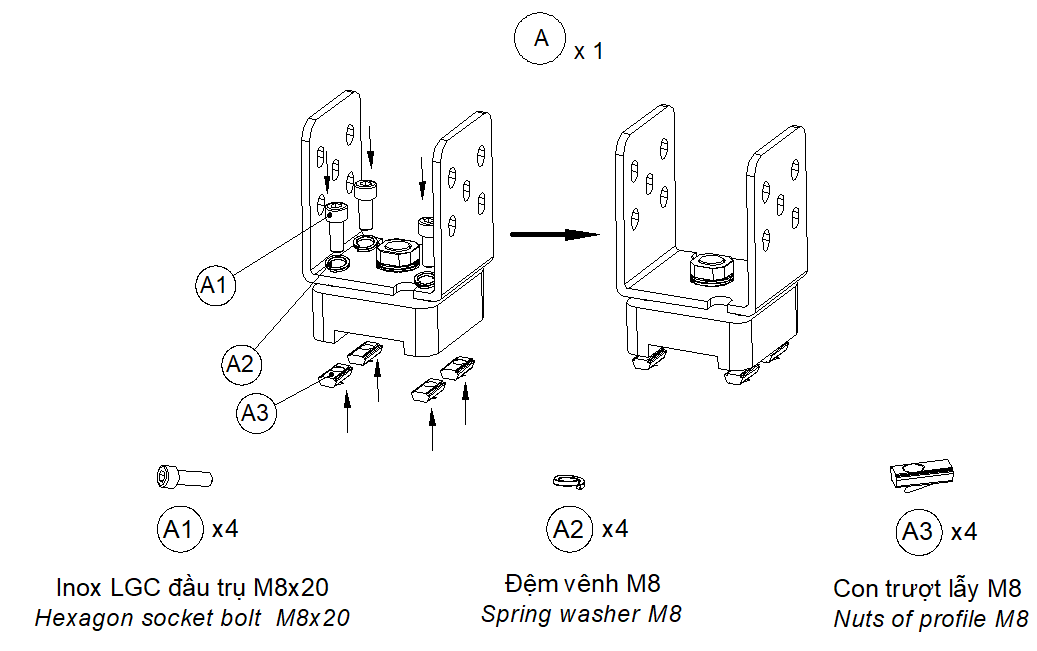 A
x 1
A1
A2
A3
A1 x4
A2 x4
A3 x4
Inox LGC đầu trụ M8x20
Hexagon socket bolt M8x20
Đệm vênh M8
Spring washer M8
Con trượt lẫy M8
Nuts of profile M8